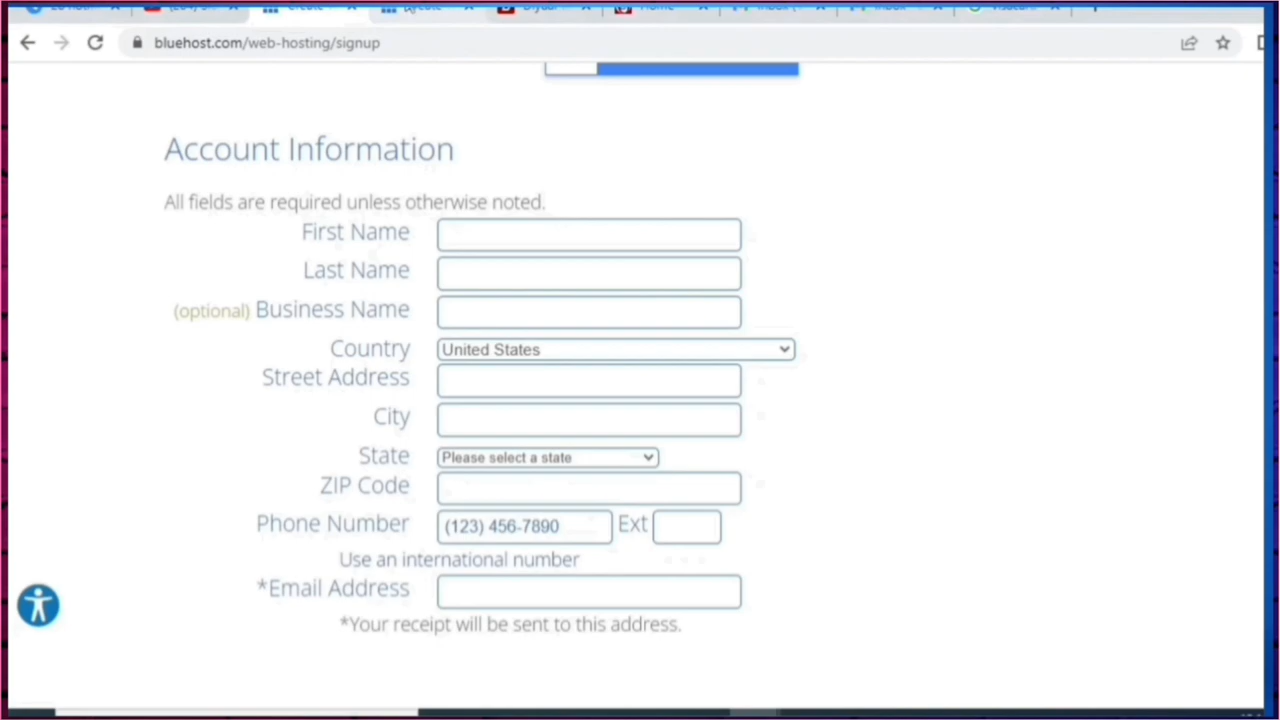 bluehost.com/web-hosting/signup
Account Information
All fields are required unless otherwise noted.
First Name
Last Name
(optional) Business Name
Country United States
Street Address
City
State Please select a state
ZIP Code
Phone Number (123) 456-7890 Ext
Use an international number
*Email Address
*Your receipt will be sent to this address.